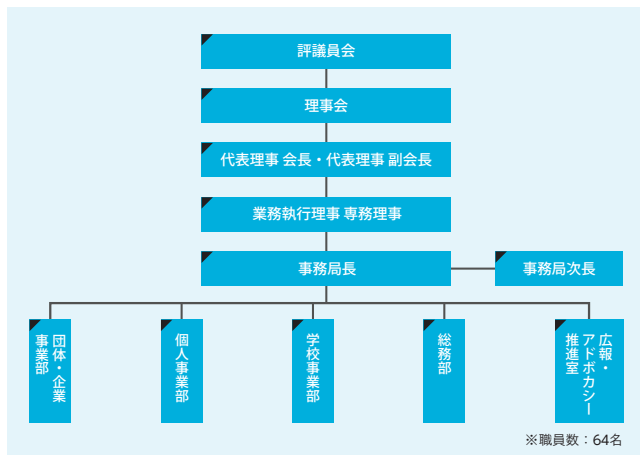 評議員会
理事会
代表理事 会長・代表理事 副会長
業務執行理事 専務理事
事務局長
事務局次長
団体・企業
事業部
個人事業部
学校事業部
総務部
広報・
アドボカシー
推進室
※職員数：64名